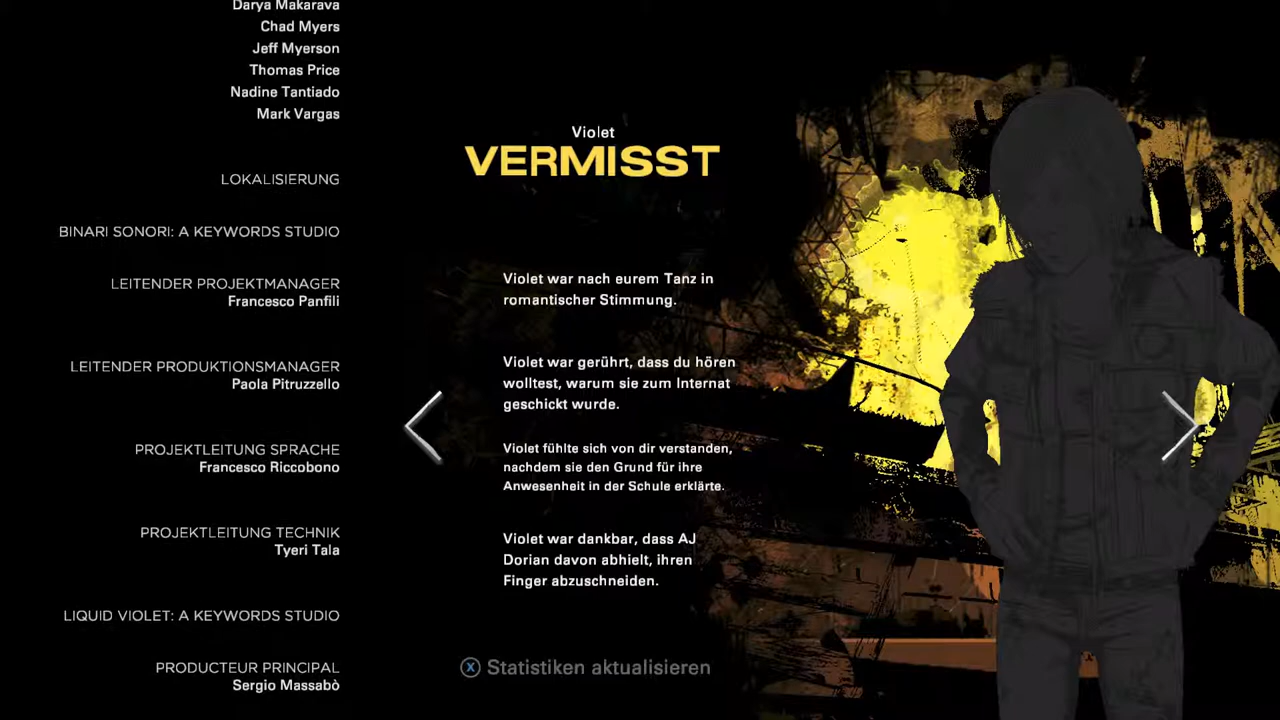 Darya Makarava
Chad Myers
Jeff Myerson
Thomas Price
Nadine Tantiado
Mark Vargas
LOKALISIERUNG
BINARI SONORI: A KEYWORDS STUDIO
LEITENDER PROJEKTMANAGER
Francesco Panfili
LEITENDER PRODUKTIONSMANAGER
Paola Pitruzzello
PROJEKTLEITUNG SPRACHE
Francesco Riccobono
PROJEKTLEITUNG TECHNIK
Tyeri Tala
LIQUID VIOLET: A KEYWORDS STUDIO
PRODUCTEUR PRINCIPAL
Sergio Massabò
Violet
VERMISST
Violet war nach eurem Tanz in
romantischer Stimmung.
Violet war gerührt, dass du hören
wolltest, warum sie zum Internat
geschickt wurde.
Violet fühlte sich von dir verstanden,
nachdem sie den Grund für ihre
Anwesenheit in der Schule erklärte.
Violet war dankbar, dass AJ
Dorian davon abhielt, ihren
Finger abzuschneiden.
X Statistiken aktualisieren